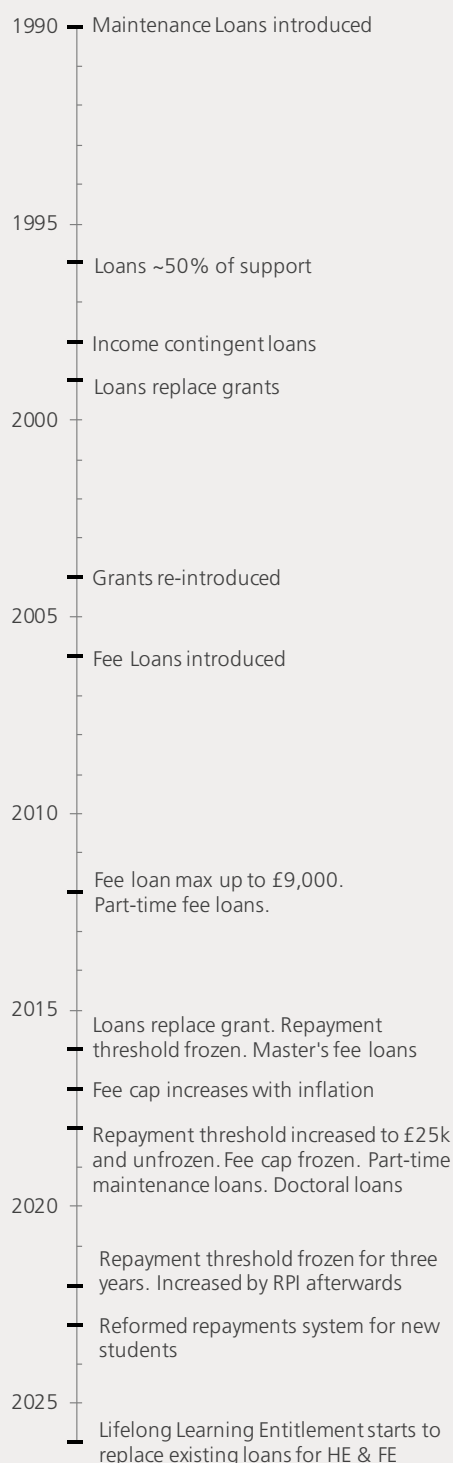 1990 Maintenance Loans introduced
1995
Loans ~50% of support
Income contingent loans
Loans replace grants
2000
Grants re-introduced
2005
Fee Loans introduced
2010
Fee loan max up to £9,000.
Part-time fee loans.
2015
Loans replace grant. Repayment
threshold frozen. Master's fee loans
Fee cap increases with inflation
Repayment threshold increased to £25k
and unfrozen. Fee cap frozen. Part-time
maintenance loans. Doctoral loans
2020
Repayment threshold frozen for three
years. Increased by RPI afterwards
Reformed repayments system for new
students
2025
Lifelong Learning Entitlement starts to
replace existing loans for HE & FE